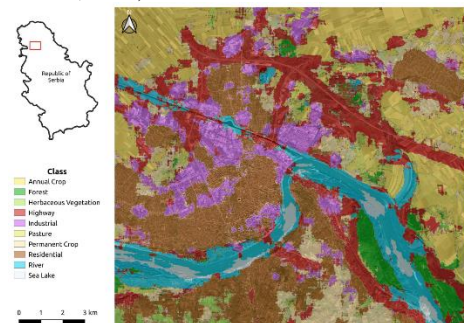 Republic of
Serbia
Class
Annual Crop
Forest
Herbaceous Vegetation
Highway
Industrial
Pasture
Permanent Crop
Residential
River
Sea Lake
0 1 2 3 km